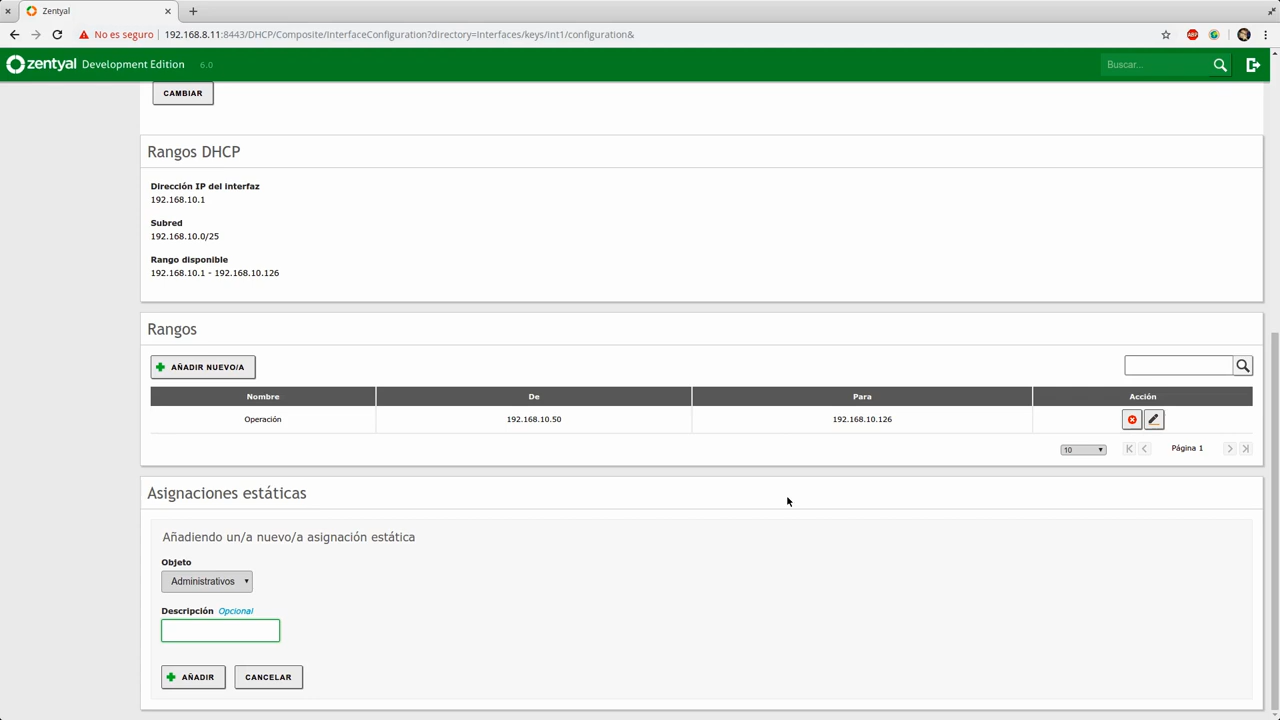 Zentyal
No es seguro 192.168.8.11:8443/DHCP/Composite/InterfaceConfiguration?directory=Interfaces/keys/int1/configuration&
zentyal Development Edition 6.0 Buscar...
CAMBIAR
Rangos DHCP
Dirección IP del interfaz
192.168.10.1
Subred
192.168.10.0/25
Rango disponible
192.168.10.1 - 192.168.10.126
Rangos
AÑADIR NUEVO/A
Nombre De Para Acción
Operación 192.168.10.50 192.168.10.126
10 Página 1
Asignaciones estáticas
Añadiendo un/a nuevo/a asignación estática
Objeto
Administrativos
Descripción Opcional
AÑADIR CANCELAR